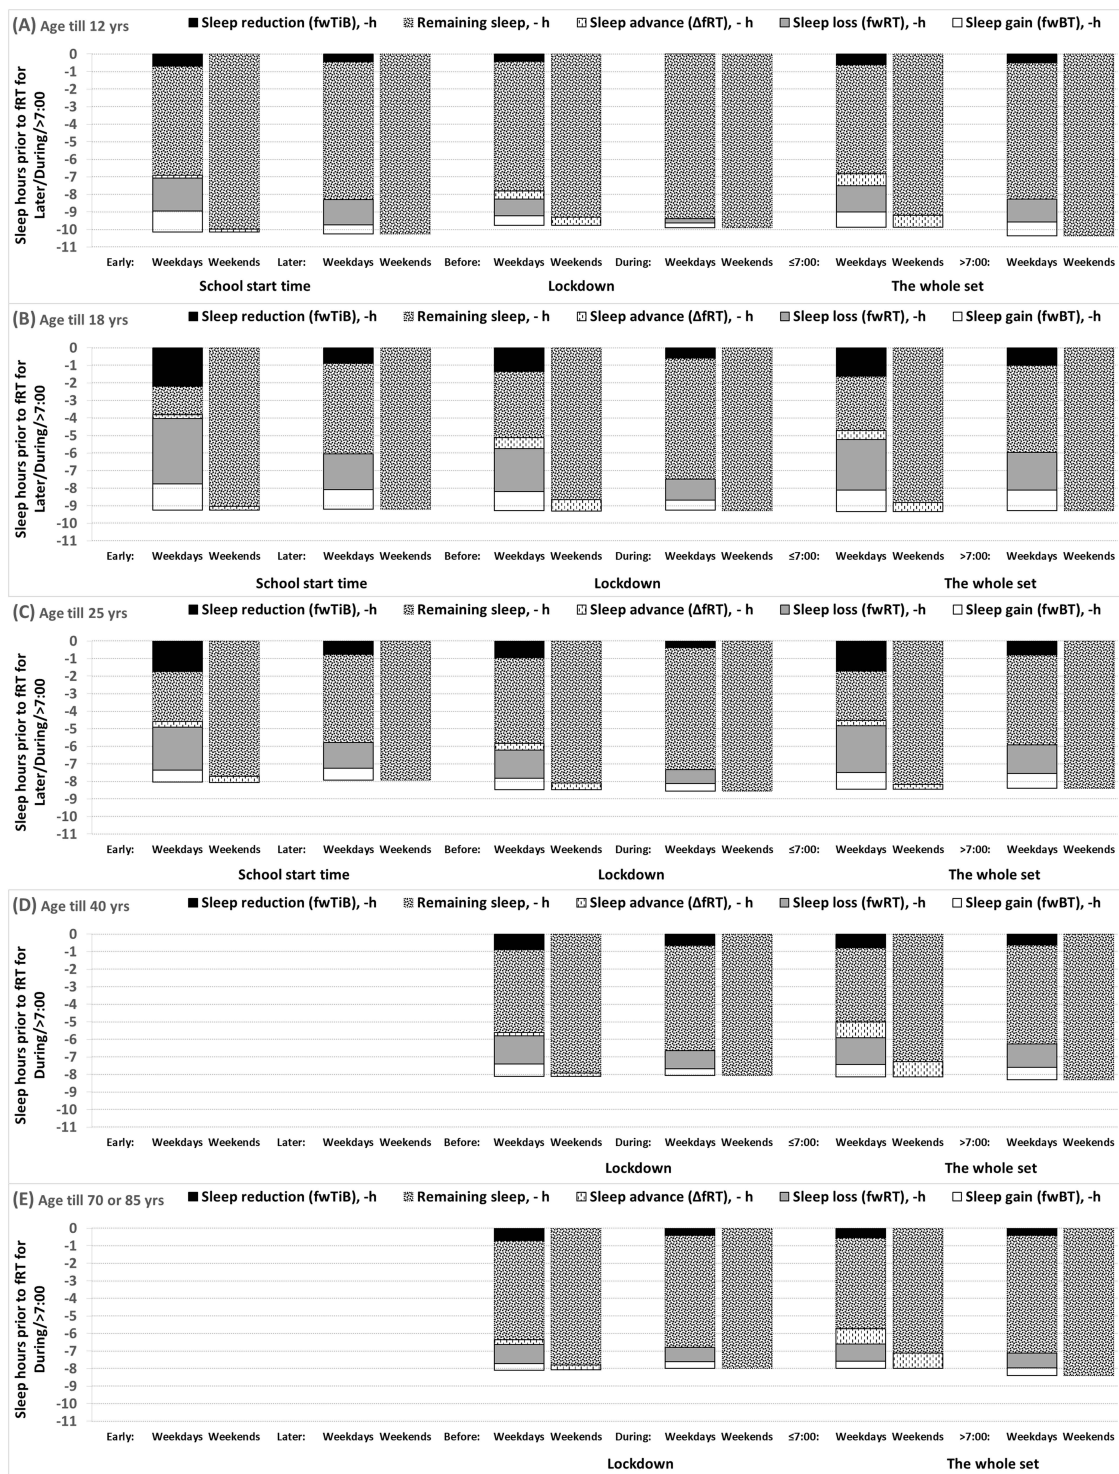 (A) Age till 12 yrs ■ Sleep reduction (fwTiB), -h Remaining sleep, - h Sleep advance (ΔfRT), - h Sleep loss (fwRT), -h Sleep gain (fwBT), - h
Sleep hours prior to fRT for
Later/During/>7:00
0
-1
-2
-3
-4
-5
-6
-7
-8
-9
-10
-11
Early: Weekdays Weekends Later: Weekdays Weekends Before: Weekdays Weekends During: Weekdays Weekends ≤7:00: Weekdays Weekends >7:00: Weekdays Weekends
School start time Lockdown The whole set
(B) Age till 18 yrs ■ Sleep reduction (fwTiB), -h Remaining sleep, - h Sleep advance (ΔfRT), - h Sleep loss (fwRT), -h Sleep gain (fwBT), - h
Sleep hours prior to fRT for
Later/During/>7:00
0
-1
-2
-3
-4
-5
-6
-7
-8
-9
-10
-11
Early: Weekdays Weekends Later: Weekdays Weekends Before: Weekdays Weekends During: Weekdays Weekends ≤7:00: Weekdays Weekends >7:00: Weekdays Weekends
School start time Lockdown The whole set
(C) Age till 25 yrs ■ Sleep reduction (fwTiB), -h Remaining sleep, - h Sleep advance (ΔfRT), - h Sleep loss (fwRT), -h Sleep gain (fwBT), - h
Sleep hours prior to fRT for
Later/During/>7:00
0
-1
-2
-3
-4
-5
-6
-7
-8
-9
-10
-11
Early: Weekdays Weekends Later: Weekdays Weekends Before: Weekdays Weekends During: Weekdays Weekends ≤7:00: Weekdays Weekends >7:00: Weekdays Weekends
School start time Lockdown The whole set
(D) Age till 40 yrs ■ Sleep reduction (fwTiB), -h Remaining sleep, - h Sleep advance (ΔfRT), - h Sleep loss (fwRT), -h Sleep gain (fwBT), - h
Sleep hours prior to fRT for
During/>7:00
0
-1
-2
-3
-4
-5
-6
-7
-8
-9
-10
-11
Early: Weekdays Weekends Later: Weekdays Weekends Before: Weekdays Weekends During: Weekdays Weekends ≤7:00: Weekdays Weekends >7:00: Weekdays Weekends
Lockdown The whole set
(E) Age till 70 or 85 yrs ■ Sleep reduction (fwTiB), -h Remaining sleep, - h Sleep advance (ΔfRT), - h Sleep loss (fwRT), -h Sleep gain (fwBT), - h
Sleep hours prior to fRT for
During/>7:00
0
-1
-2
-3
-4
-5
-6
-7
-8
-9
-10
-11
Early: Weekdays Weekends Later: Weekdays Weekends Before: Weekdays Weekends During: Weekdays Weekends ≤7:00: Weekdays Weekends >7:00: Weekdays Weekends
Lockdown The whole set